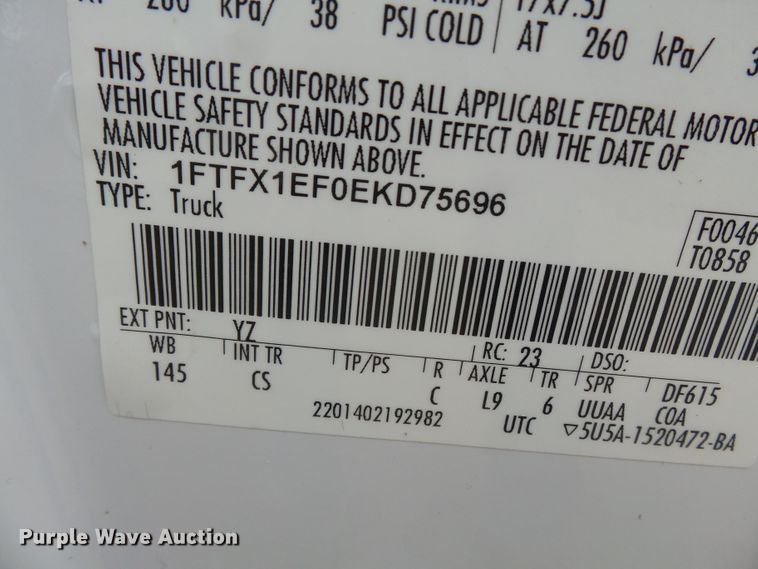 kPa/ 38 PSI COLD
AT 260 kPa/
THIS VEHICLE CONFORMS TO ALL APPLICABLE FEDERAL MOTOR
VEHICLE SAFETY STANDARDS IN EFFECT ON THE DATE OF
MANUFACTURE SHOWN ABOVE.
VIN: 1FTFX1EF0EKD75696
TYPE: Truck
F0046
T0858
EXT PNT: YZ RC: 23 DSO:
WB INT TR TP/PS R AXLE TR SPR DF615
145 CS C L9 6 UUAA COA
2201402192982 UTC ▽5U5A-1520472-BA
Purple Wave Auction